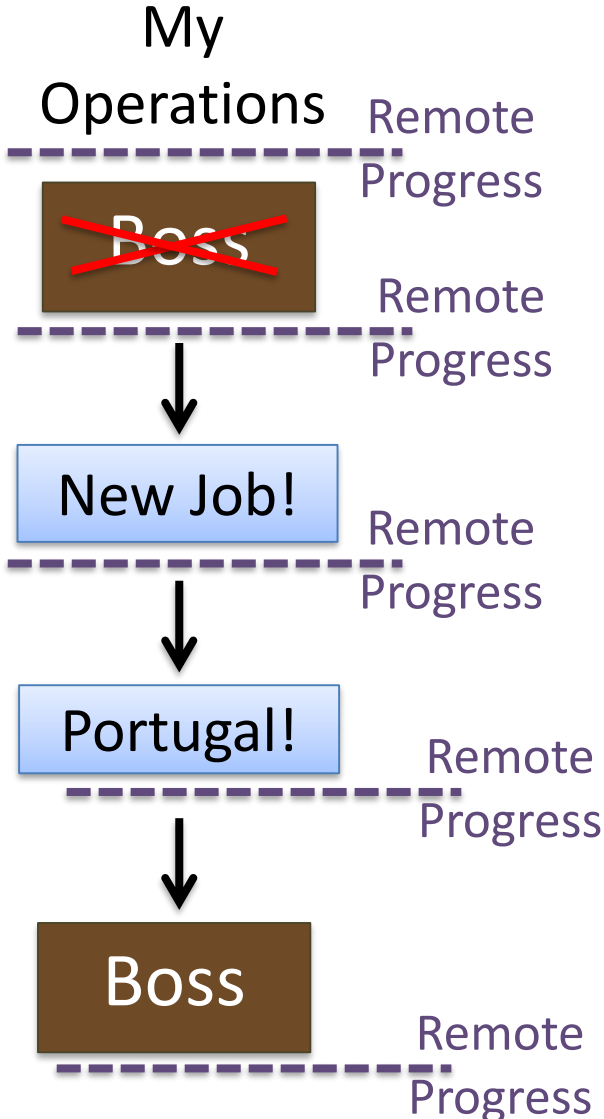 My
Operations
Remote
Progress
Boss
Remote
Progress
New Job!
Remote
Progress
Portugal!
Remote
Progress
Boss
Remote
Progress